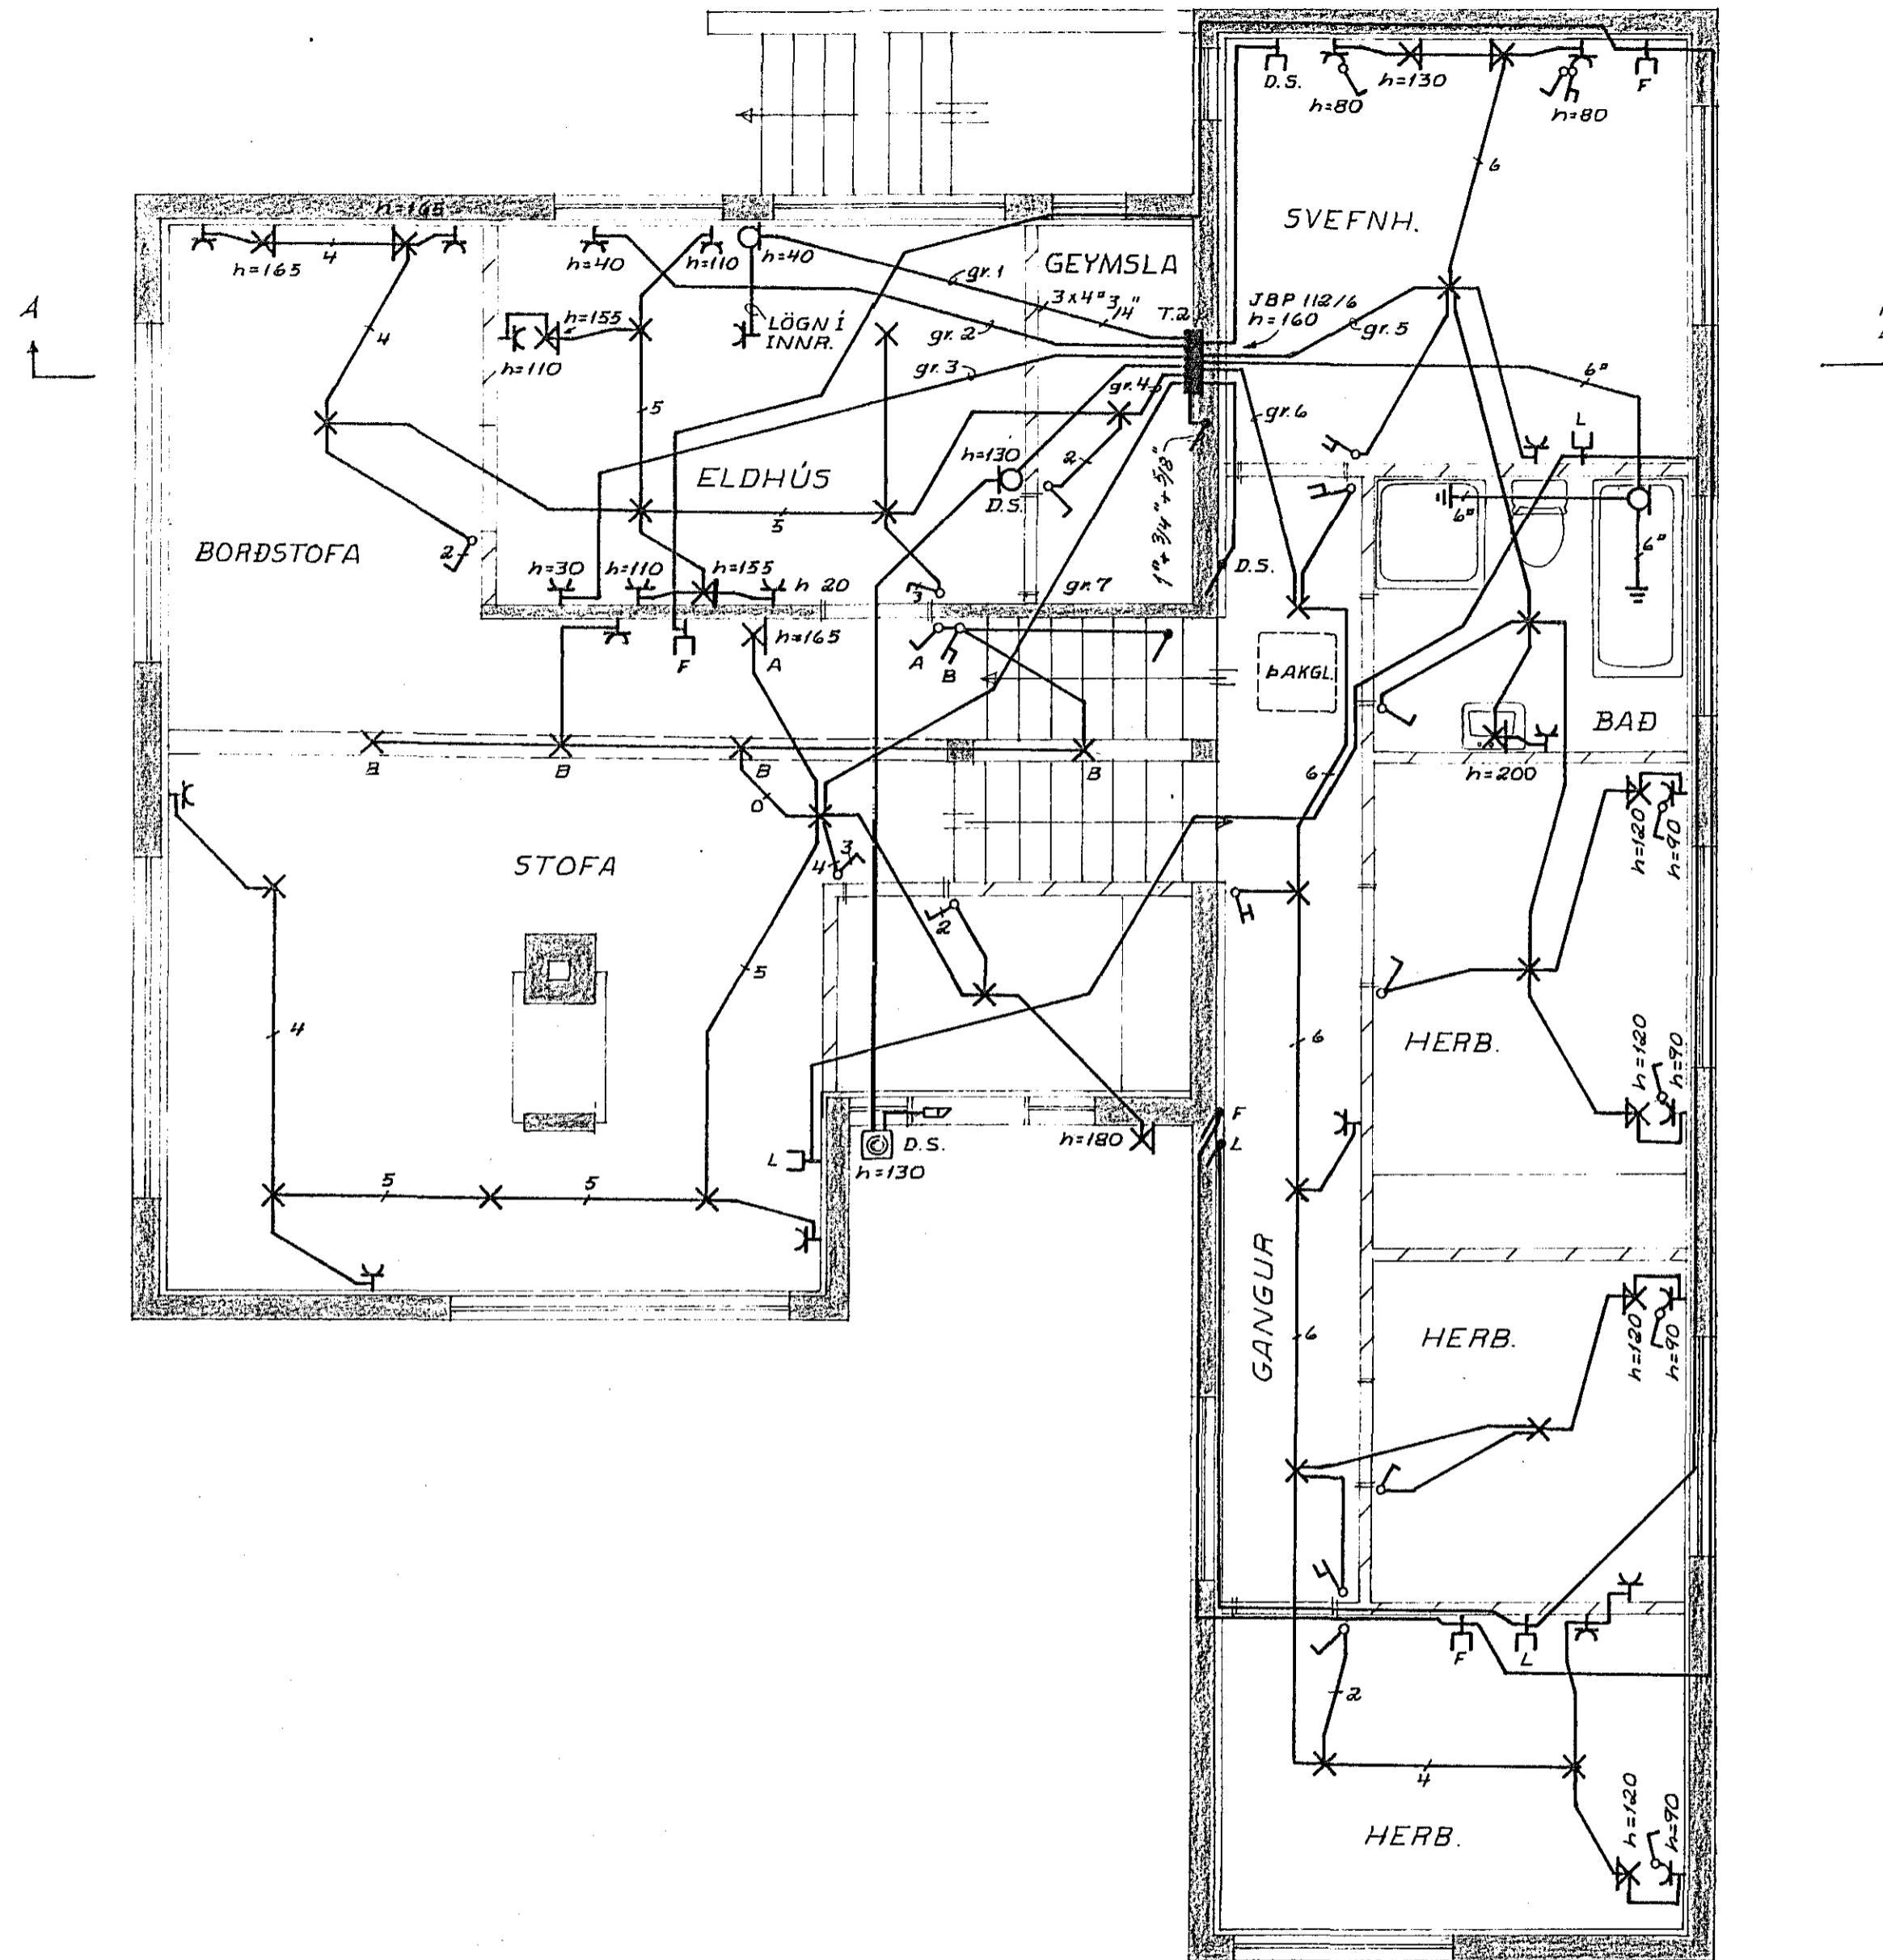 D.S.
h=80
h=130
h=80
F
6
SVEFNH.
h=165
h=165
4
h=40
h=110
h=40
gr.1
GEYMSLA
3x4" 3/4"
T.2
JBP 112/6
h=160
gr.5
A
4
h=155
h=110
LÖGN Í
INNR.
gr.2
gr.3
gr.4
6"
gr.6
5
h=130
2
ELDHÚS
5
D.S.
1"+3/4"+5/8"
L
6"
6"
BORÐSTOFA
2
h=30
h=110
h=155
h 20
3
gr.7
D.S.
F
h=165
A
A
B
ÞAKGL.
BAÐ
B
B
B
B
6
h=200
STOFA
4
3
h=120
h=90
2
5
4
6
HERB.
h=120
h=90
L
D.S.
h=130
h=180
F
L
5
5
GANGUR
6
HERB.
h=120
h=90
F
L
2
4
HERB.
h=120
h=90